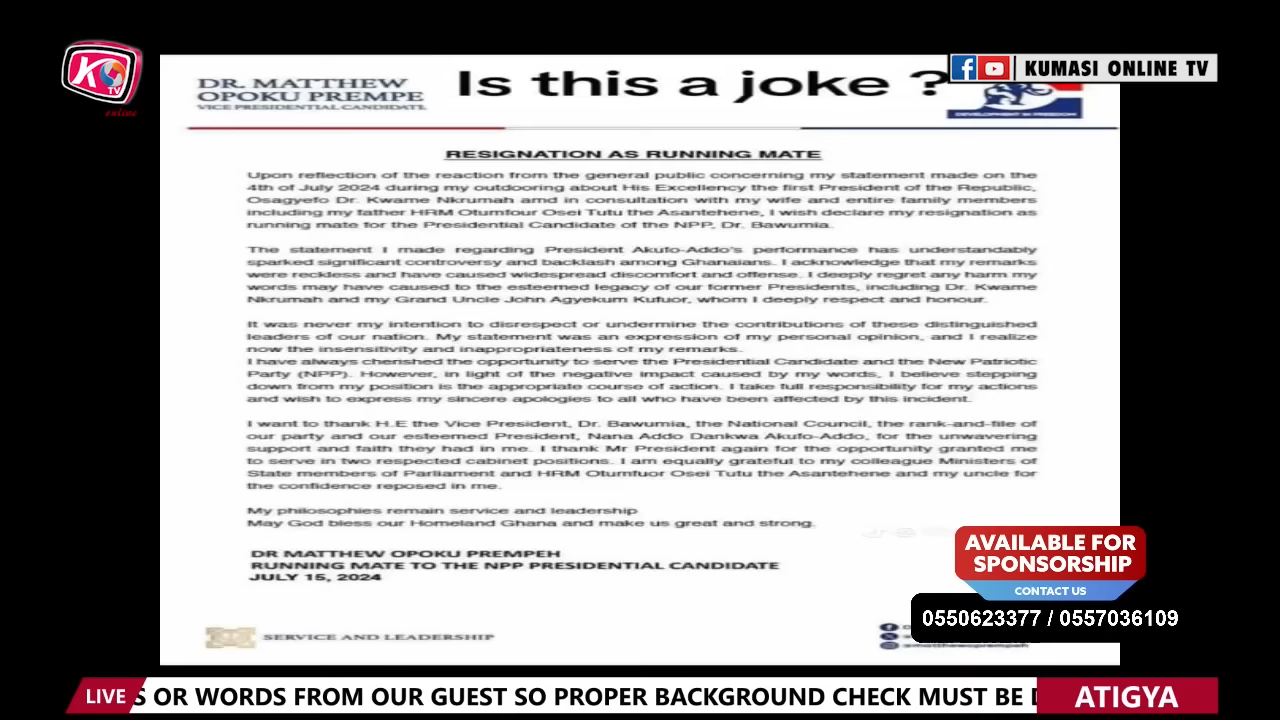 K
TV
online
Is this a joke ?
KUMASI ONLINE TV
DR. MATTHEW
OPOKU PREMPE
VICE PRESIDENTIAL CANDIDATE
DEVELOPMENT IN FREEDOM
RESIGNATION AS RUNNING MATE
Upon reflection of the reaction from the general public concerning my statement made on the
4th of July 2024 during my outdooring about His Excellency the first President of the Republic,
Osagyefo Dr. Kwame Nkrumah amd in consultation with my wife and entire family members
including my father HRM Otumfour Osei Tutu the Asantehene, I wish declare my resignation as
running mate for the Presidential Candidate of the NPP, Dr. Bawumia.
The statement I made regarding President Akufo-Addo's performance has understandably
sparked significant controversy and backlash among Ghanaians. I acknowledge that my remarks
were reckless and have caused widespread discomfort and offense. I deeply regret any harm my
words may have caused to the esteemed legacy of our former Presidents, including Dr. Kwame
Nkrumah and my Grand Uncle John Agyekum Kufuor, whom I deeply respect and honour.
It was never my intention to disrespect or undermine the contributions of these distinguished
leaders of our nation. My statement was an expression of my personal opinion, and I realize
now the insensitivity and inappropriateness of my remarks.
I have always cherished the opportunity to serve the Presidential Candidate and the New Patriotic
Party (NPP). However, in light of the negative impact caused by my words, I believe stepping
down from my position is the appropriate course of action. I take full responsibility for my actions
and wish to express my sincere apologies to all who have been affected by this incident.
I want to thank H.E the Vice President, Dr. Bawumia, the National Council, the rank-and-file of
our party and our esteemed President, Nana Addo Dankwa Akufo-Addo, for the unwavering
support and faith they had in me. I thank Mr President again for the opportunity granted me
to serve in two respected cabinet positions. I am equally grateful to my colleague Ministers of
State members of Parliament and HRM Otumfuor Osei Tutu the Asantehene and my uncle for
the confidence reposed in me.
My philosophies remain service and leadership
May God bless our Homeland Ghana and make us great and strong.
DR MATTHEW OPOKU PREMPEH
RUNNING MATE TO THE NPP PRESIDENTIAL CANDIDATE
JULY 15, 2024
SERVICE AND LEADERSHIP
@matthewoprempeh
AVAILABLE FOR
SPONSORSHIP
CONTACT US
0550623377 / 0557036109
LIVE
S OR WORDS FROM OUR GUEST SO PROPER BACKGROUND CHECK MUST BE
ATIGYA